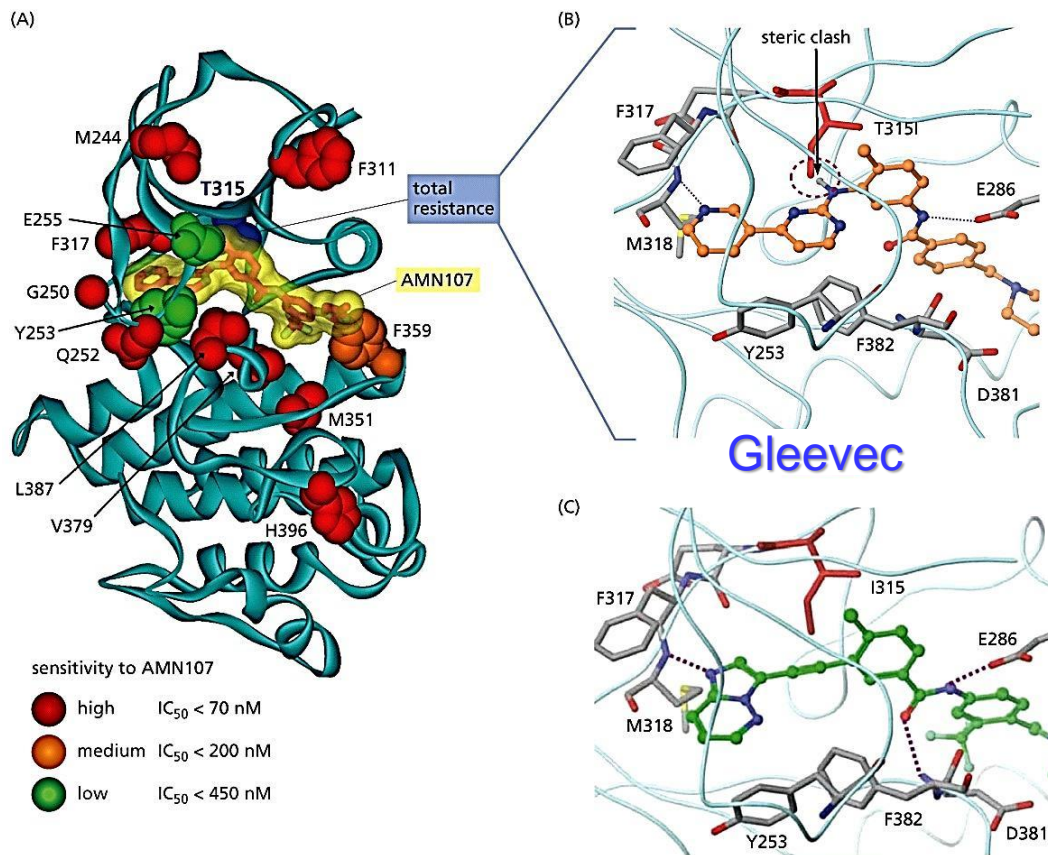 (A)
M244
F311
T315
E255
F317
G250
Y253
Q252
total
resistance
AMN107
F359
M351
L387
V379
H396
sensitivity to AMN107
high IC50 < 70 nM
medium IC50 < 200 nM
low IC50 < 450 nM
(B)
steric clash
F317
T315I
E286
M318
Y253
F382
D381
Gleevec
(C)
F317
I315
E286
M318
Y253
F382
D381